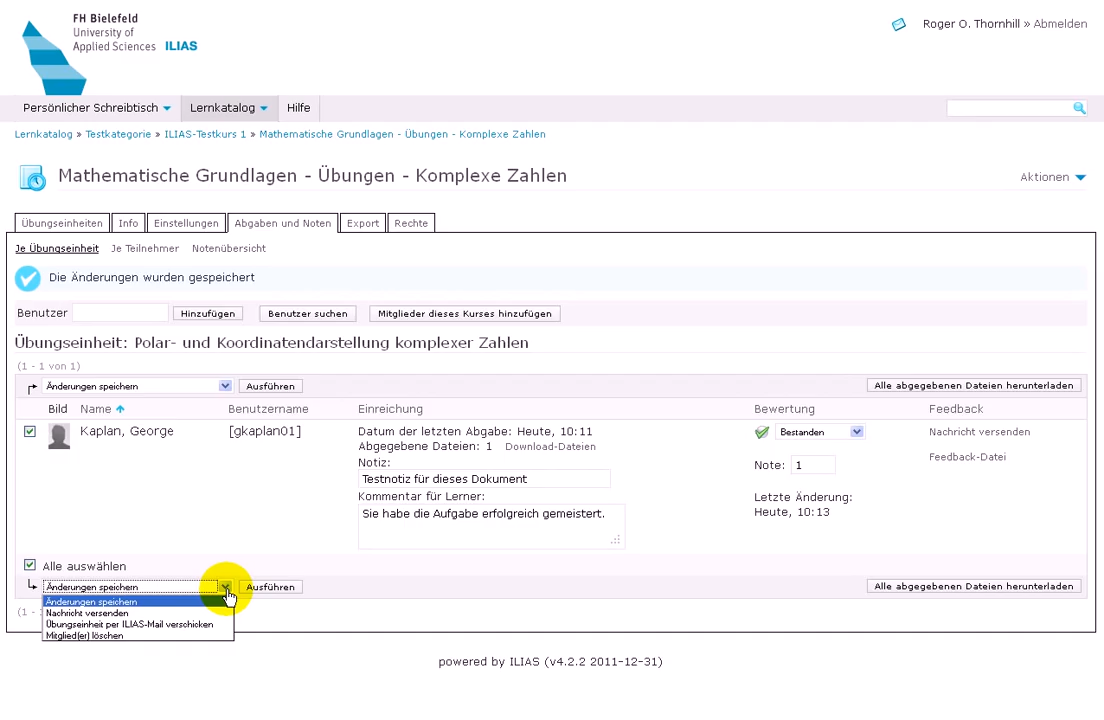 FH Bielefeld
University of
Applied Sciences ILIAS
Roger O. Thornhill » Abmelden
Persönlicher Schreibtisch Lernkatalog Hilfe
Lernkatalog » Testkategorie » ILIAS-Testkurs 1 » Mathematische Grundlagen - Übungen - Komplexe Zahlen
Mathematische Grundlagen - Übungen - Komplexe Zahlen
Aktionen
Übungseinheiten Info Einstellungen Abgaben und Noten Export Rechte
Je Übungseinheit Je Teilnehmer Notenübersicht
Die Änderungen wurden gespeichert
Benutzer Hinzufügen Benutzer suchen Mitglieder dieses Kurses hinzufügen
Übungseinheit: Polar- und Koordinatendarstellung komplexer Zahlen
(1 - 1 von 1)
Änderungen speichern Ausführen Alle abgegebenen Dateien herunterladen
Bild Name Benutzername Einreichung Bewertung Feedback
Kaplan, George [gkaplan01] Datum der letzten Abgabe: Heute, 10:11 Bestanden Nachricht versenden
Abgegebene Dateien: 1 Download-Dateien
Feedback-Datei
Notiz:
Note: 1
Testnotiz für dieses Dokument
Kommentar für Lerner:
Letzte Änderung:
Sie habe die Aufgabe erfolgreich gemeistert.
Heute, 10:13
Alle auswählen
Änderungen speichern Ausführen Alle abgegebenen Dateien herunterladen
Änderungen speichern
(1 -
Nachricht versenden
Übungseinheit per ILIAS-Mail verschicken
Mitglied(er) löschen
powered by ILIAS (v4.2.2 2011-12-31)